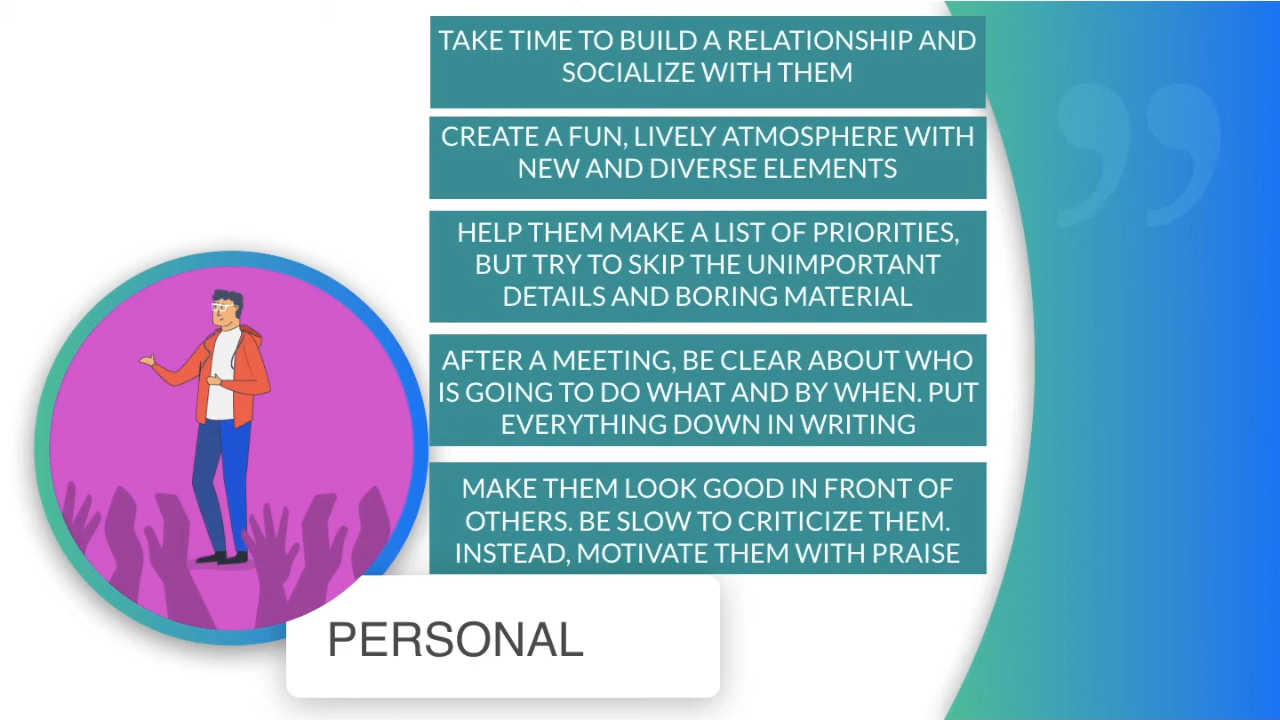 TAKE TIME TO BUILD A RELATIONSHIP AND
SOCIALIZE WITH THEM
CREATE A FUN, LIVELY ATMOSPHERE WITH
NEW AND DIVERSE ELEMENTS
HELP THEM MAKE A LIST OF PRIORITIES,
BUT TRY TO SKIP THE UNIMPORTANT
DETAILS AND BORING MATERIAL
AFTER A MEETING, BE CLEAR ABOUT WHO
IS GOING TO DO WHAT AND BY WHEN. PUT
EVERYTHING DOWN IN WRITING
MAKE THEM LOOK GOOD IN FRONT OF
OTHERS. BE SLOW TO CRITICIZE THEM.
INSTEAD, MOTIVATE THEM WITH PRAISE
PERSONAL